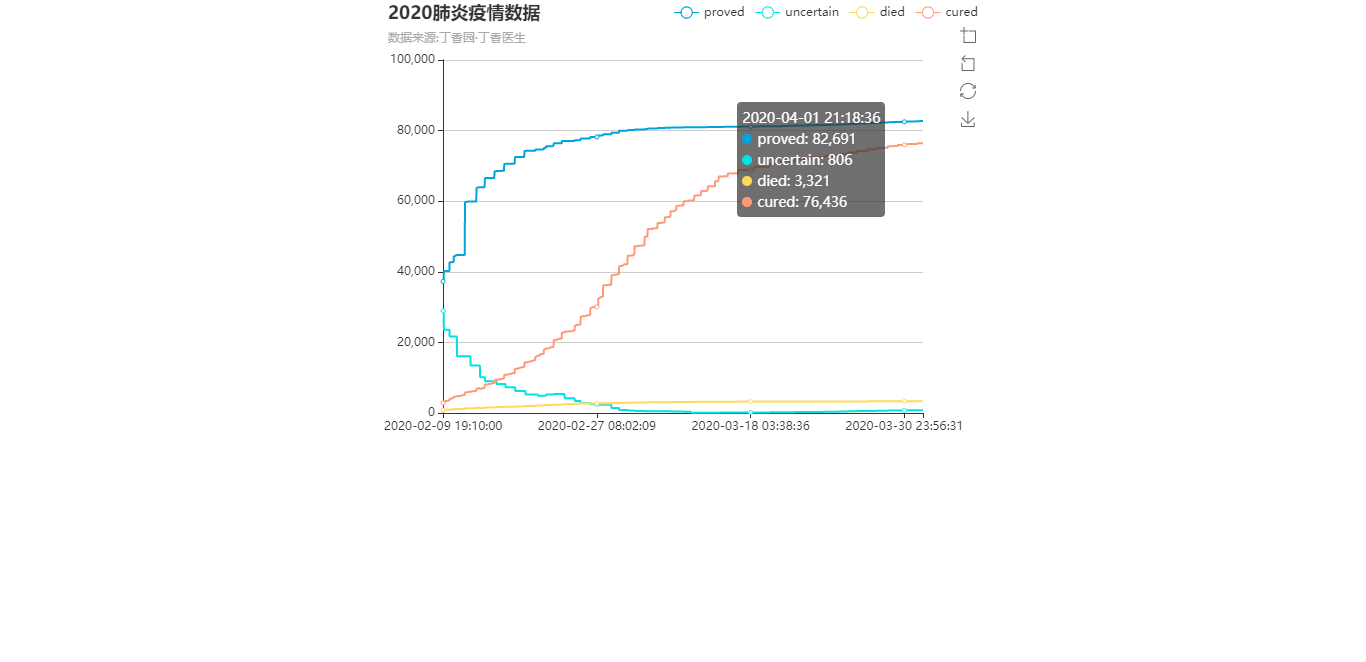 2020肺炎疫情数据
数据来源:丁香园·丁香医生
proved uncertain died cured
100,000
80,000
60,000
40,000
20,000
0
2020-04-01 21:18:36
proved: 82,691
uncertain: 806
died: 3,321
cured: 76,436
2020-02-09 19:10:00 2020-02-27 08:02:09 2020-03-18 03:38:36 2020-03-30 23:56:31